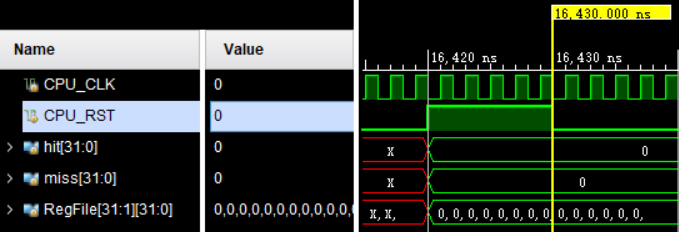 16,430.000 ns
Name Value
16,420 ns 16,430 ns
CPU_CLK 0
CPU_RST 0
hit[31:0] 0 X 0
miss[31:0] 0 X 0
RegFile[31:1][31:0] 0,0,0,0,0,0,0,0,0,0,0 X,X, 0,0,0,0,0,0,0,0,0,0,0,0,0,0,